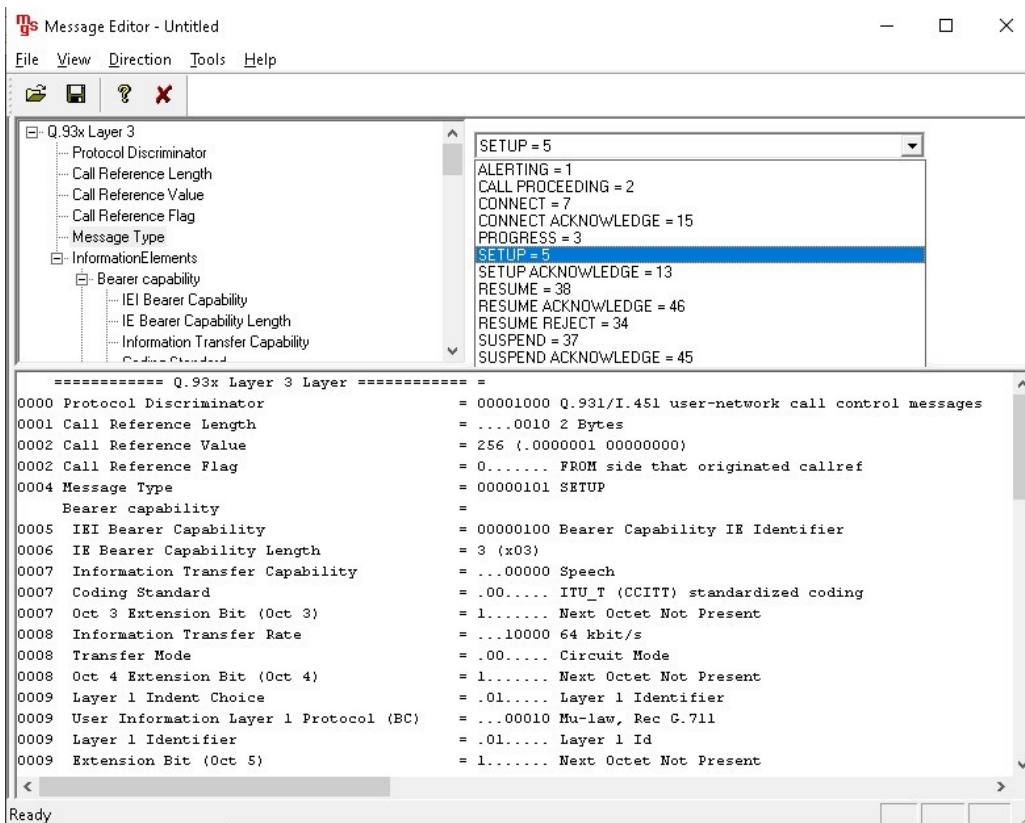 mgs Message Editor - Untitled
File View Direction Tools Help
Q.93x Layer 3
Protocol Discriminator
Call Reference Length
Call Reference Value
Call Reference Flag
Message Type
InformationElements
Bearer capability
IEI Bearer Capability
IE Bearer Capability Length
Information Transfer Capability
SETUP = 5
ALERTING = 1
CALL PROCEEDING = 2
CONNECT = 7
CONNECT ACKNOWLEDGE = 15
PROGRESS = 3
SETUP = 5
SETUP ACKNOWLEDGE = 13
RESUME = 38
RESUME ACKNOWLEDGE = 46
RESUME REJECT = 34
SUSPEND = 37
SUSPEND ACKNOWLEDGE = 45
============ Q.93x Layer 3 Layer ============ =
0000 Protocol Discriminator = 00001000 Q.931/I.451 user-network call control messages
0001 Call Reference Length = ....0010 2 Bytes
0002 Call Reference Value = 256 (.0000001 00000000)
0002 Call Reference Flag = 0....... FROM side that originated callref
0004 Message Type = 00000101 SETUP
Bearer capability =
0005 IEI Bearer Capability = 00000100 Bearer Capability IE Identifier
0006 IE Bearer Capability Length = 3 (x03)
0007 Information Transfer Capability = ...00000 Speech
0007 Coding Standard = .00..... ITU_T (CCITT) standardized coding
0007 Oct 3 Extension Bit (Oct 3) = 1....... Next Octet Not Present
0008 Information Transfer Rate = ...10000 64 kbit/s
0008 Transfer Mode = .00..... Circuit Mode
0008 Oct 4 Extension Bit (Oct 4) = 1....... Next Octet Not Present
0009 Layer 1 Indent Choice = .01..... Layer 1 Identifier
0009 User Information Layer 1 Protocol (BC) = ...00010 Mu-law, Rec G.711
0009 Layer 1 Identifier = .01..... Layer 1 Id
0009 Extension Bit (Oct 5) = 1....... Next Octet Not Present
Ready